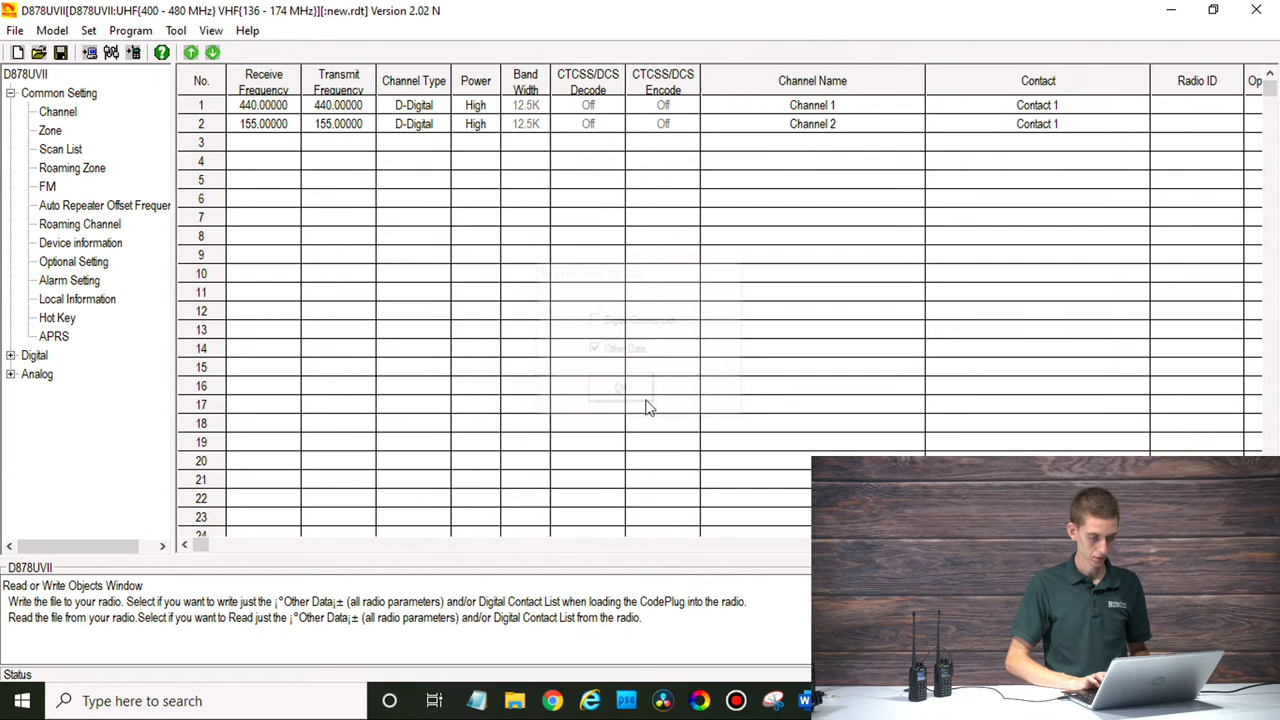 D878UVII[D878UVII:UHF{400 - 480 MHz} VHF{136 - 174 MHz}][:new.rdt] Version 2.02 N
File Model Set Program Tool View Help
D878UVII
Common Setting
Channel
Zone
Scan List
Roaming Zone
FM
Auto Repeater Offset Frequer
Roaming Channel
Device information
Optional Setting
Alarm Setting
Local Information
Hot Key
APRS
Digital
Analog
No. Receive Frequency Transmit Frequency Channel Type Power Band Width CTCSS/DCS Decode CTCSS/DCS Encode Channel Name Contact Radio ID Op
1 440.00000 440.00000 D-Digital High 12.5K Off Off Channel 1 Contact 1
2 155.00000 155.00000 D-Digital High 12.5K Off Off Channel 2 Contact 1
3
4
5
6
7
8
9
10
11
12
13
14
15
16
17
18
19
20
21
22
23
24
Other Data
OK
D878UVII
Read or Write Objects Window
Write the file to your radio. Select if you want to write just the ¡°Other Data¡± (all radio parameters) and/or Digital Contact List when loading the CodePlug into the radio.
Read the file from your radio.Select if you want to Read just the ¡°Other Data¡± (all radio parameters) and/or Digital Contact List from the radio.
Status
Type here to search